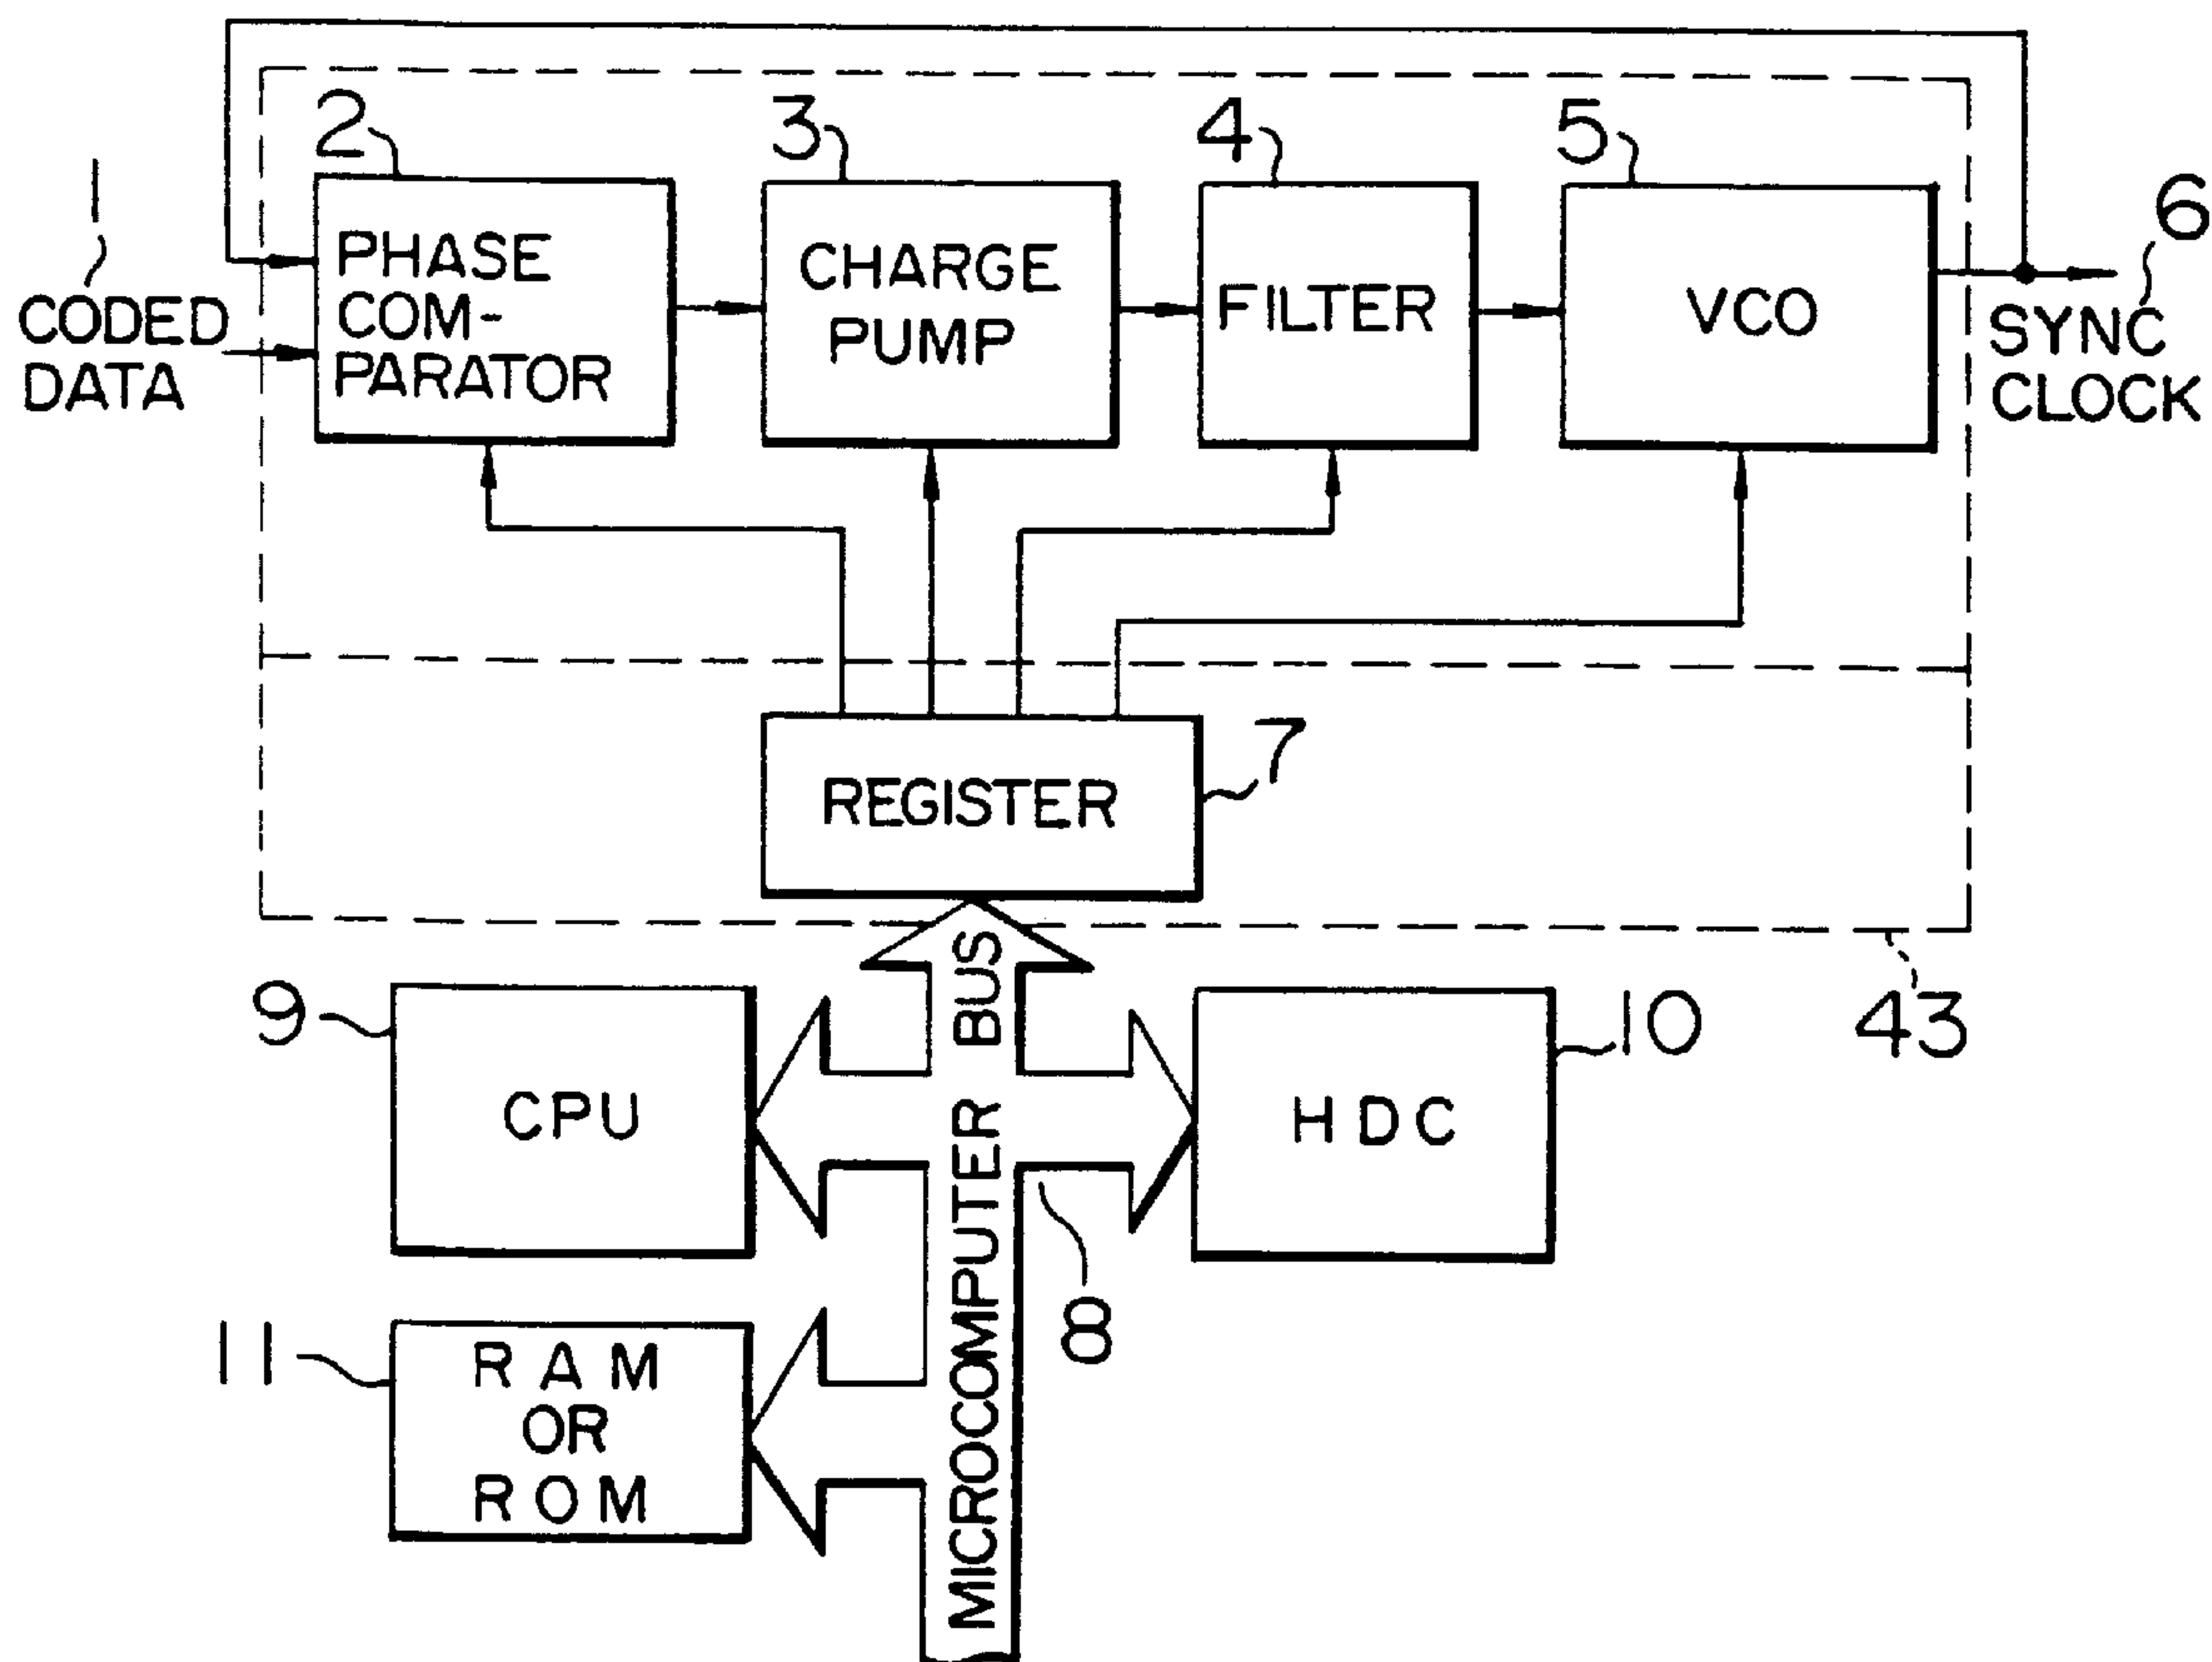 1
CODED
DATA
2
PHASE
COM-
PARATOR
3
CHARGE
PUMP
4
FILTER
5
VCO
6
SYNC
CLOCK
REGISTER
7
43
MICROCOMPUTER BUS
8
9
CPU
10
HDC
11
RAM
OR
ROM